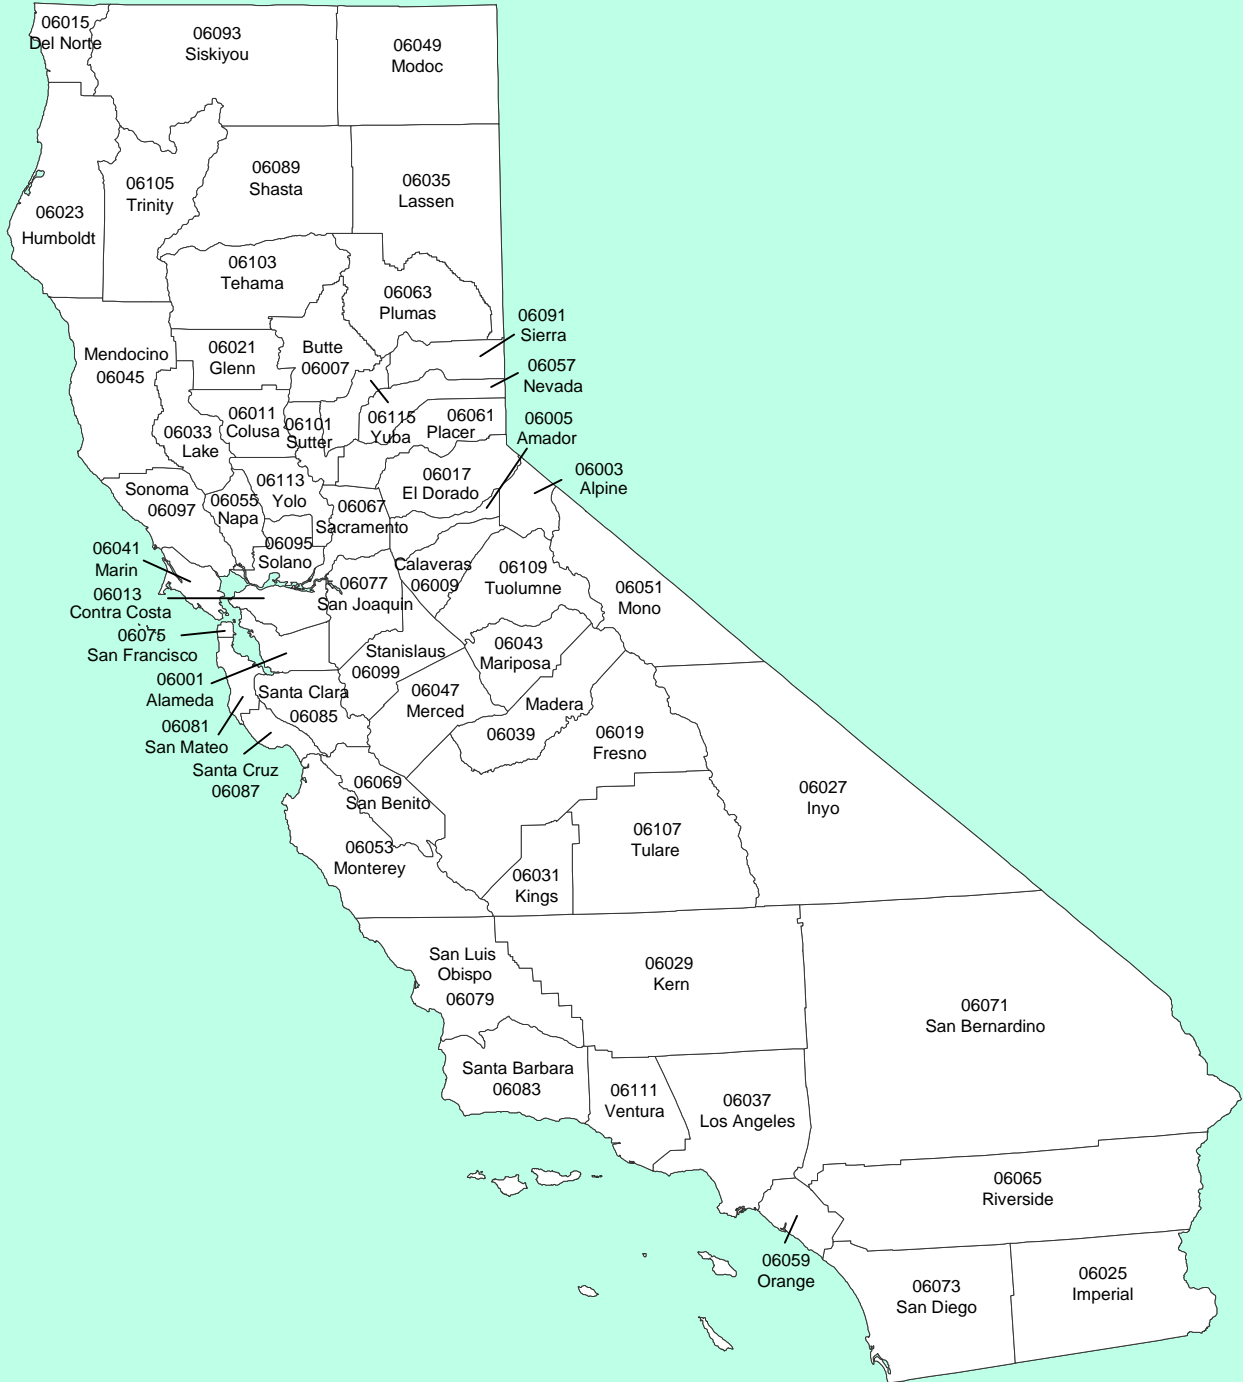 06015
Del Norte
06093
Siskiyou
06049
Modoc
06023
Humboldt
06105
Trinity
06089
Shasta
06035
Lassen
06103
Tehama
06063
Plumas
06091
Sierra
Mendocino
06045
06021
Glenn
Butte
06007
06057
Nevada
06033
Lake
06011
Colusa
06101
Sutter
06115
Yuba
06061
Placer
06005
Amador
Sonoma
06097
06055
Napa
06113
Yolo
06067
Sacramento
06017
El Dorado
06003
Alpine
06041
Marin
06095
Solano
06013
Contra Costa
06077
San Joaquin
Calaveras
06009
06109
Tuolumne
06051
Mono
06075
San Francisco
06001
Alameda
Stanislaus
06099
06043
Mariposa
06081
San Mateo
Santa Clara
06085
06047
Merced
Madera
06039
06019
Fresno
Santa Cruz
06087
06069
San Benito
06027
Inyo
06053
Monterey
06031
Kings
06107
Tulare
San Luis
Obispo
06079
06029
Kern
06071
San Bernardino
Santa Barbara
06083
06111
Ventura
06037
Los Angeles
06065
Riverside
06059
Orange
06073
San Diego
06025
Imperial